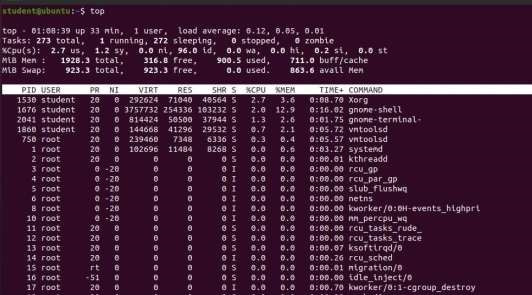 student@ubuntu:~$ top
top - 01:08:39 up 33 min, 1 user, load average: 0.12, 0.05, 0.01
Tasks: 273 total, 1 running, 272 sleeping, 0 stopped, 0 zombie
%Cpu(s): 2.7 us, 1.2 sy, 0.0 ni, 96.0 id, 0.0 wa, 0.0 hi, 0.2 si, 0.0 st
MiB Mem : 1928.3 total, 316.8 free, 900.5 used, 711.0 buff/cache
MiB Swap: 923.3 total, 923.3 free, 0.0 used. 863.6 avail Mem
PID USER PR NI VIRT RES SHR S %CPU %MEM TIME+ COMMAND
1530 student 20 0 292624 71040 40564 S 2.7 3.6 0:08.70 Xorg
1676 student 20 0 3757732 254336 103232 S 2.0 12.9 0:16.02 gnome-shell
2041 student 20 0 814424 50500 37944 S 1.3 2.6 0:01.75 gnome-terminal-
1860 student 20 0 144668 41296 29532 S 0.7 2.1 0:05.72 vmtoolsd
750 root 20 0 239460 7348 6336 S 0.3 0.4 0:05.57 vmtoolsd
1 root 20 0 102696 11484 8268 S 0.0 0.6 0:03.27 systemd
2 root 20 0 0 0 0 S 0.0 0.0 0:00.01 kthreadd
3 root 0 -20 0 0 0 I 0.0 0.0 0:00.00 rcu_gp
4 root 0 -20 0 0 0 I 0.0 0.0 0:00.00 rcu_par_gp
5 root 0 -20 0 0 0 I 0.0 0.0 0:00.00 slub_flushwq
6 root 0 -20 0 0 0 I 0.0 0.0 0:00.00 netns
8 root 0 -20 0 0 0 I 0.0 0.0 0:00.00 kworker/0:0H-events_highpri
10 root 0 -20 0 0 0 I 0.0 0.0 0:00.00 mm_percpu_wq
11 root 20 0 0 0 0 S 0.0 0.0 0:00.00 rcu_tasks_rude_
12 root 20 0 0 0 0 S 0.0 0.0 0:00.00 rcu_tasks_trace
13 root 20 0 0 0 0 S 0.0 0.0 0:00.07 ksoftirqd/0
14 root 20 0 0 0 0 I 0.0 0.0 0:00.26 rcu_sched
15 root rt 0 0 0 0 S 0.0 0.0 0:00.01 migration/0
16 root -51 0 0 0 0 S 0.0 0.0 0:00.00 idle_inject/0
17 root 20 0 0 0 0 I 0.0 0.0 0:00.70 kworker/0:1-cgroup_destroy